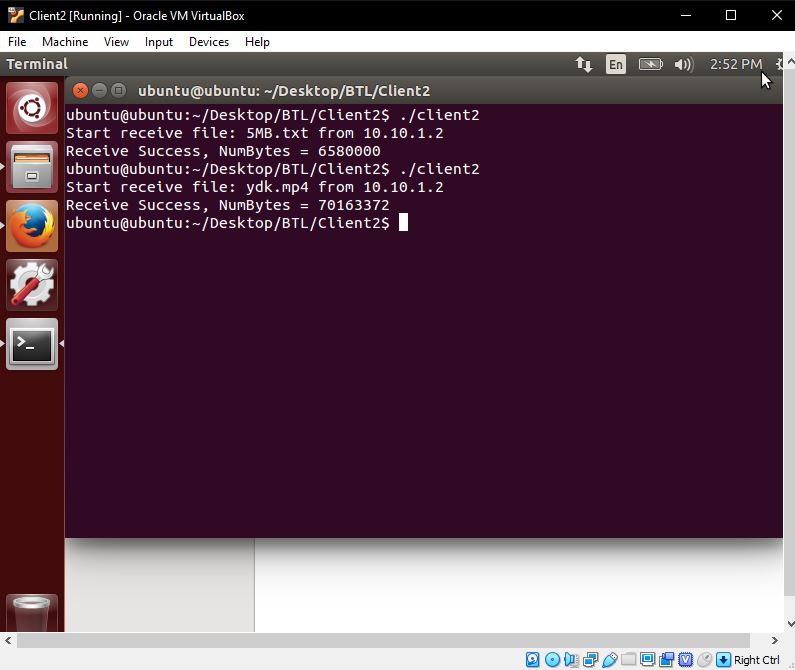 Client2 [Running] - Oracle VM VirtualBox
File Machine View Input Devices Help
Terminal En 2:52 PM
ubuntu@ubuntu: ~/Desktop/BTL/Client2
ubuntu@ubuntu:~/Desktop/BTL/Client2$ ./client2
Start receive file: 5MB.txt from 10.10.1.2
Receive Success, NumBytes = 6580000
ubuntu@ubuntu:~/Desktop/BTL/Client2$ ./client2
Start receive file: ydk.mp4 from 10.10.1.2
Receive Success, NumBytes = 70163372
ubuntu@ubuntu:~/Desktop/BTL/Client2$
>_
Right Ctrl